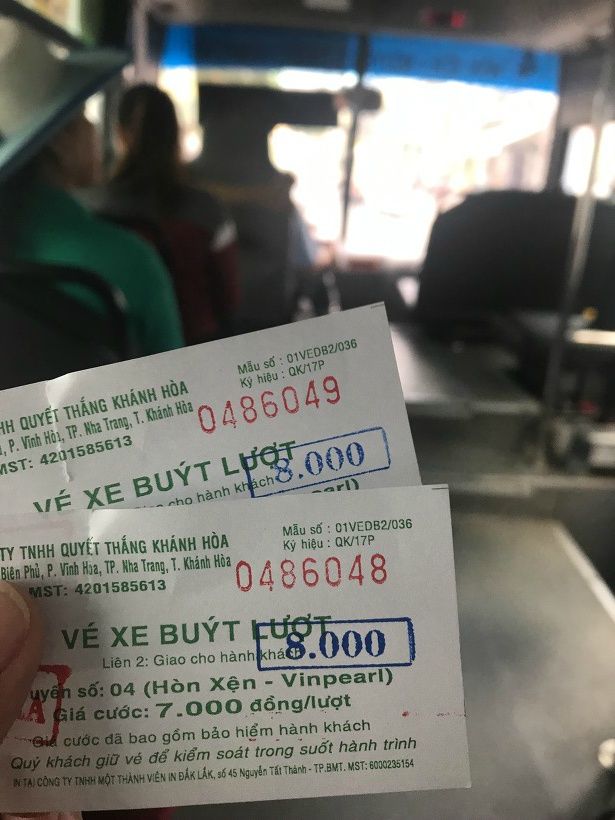 HH QUYẾT THẮNG KHÁNH HÒA
P. Vĩnh Hòa, TP. Nha Trang, T. Khánh Hòa
MST: 4201585613
Mẫu số : 01VEDB2/036
Ký hiệu : QK/17P
0486049
VÉ XE BUÝT LƯỢT
8.000
Giao cho hành khách
pearl)
TY TNHH QUYẾT THẮNG KHÁNH HÒA
Biên Phủ, P. Vĩnh Hòa, TP. Nha Trang, T. Khánh Hòa
MST: 4201585613
Mẫu số : 01VEDB2/036
Ký hiệu : QK/17P
0486048
VÉ XE BUÝT LƯỢT
8.000
Liên 2: Giao cho hành khách
uyến số: 04 (Hòn Xện - Vinpearl)
Giá cước: 7.000 đồng/lượt
Giá cước đã bao gồm bảo hiểm hành khách
Quý khách giữ vé để kiểm soát trong suốt hành trình
IN TẠI CÔNG TY TNHH MỘT THÀNH VIÊN IN ĐẮK LẮK, số 45 Nguyễn Tất Thành - TP.BMT. MST: 6000235154